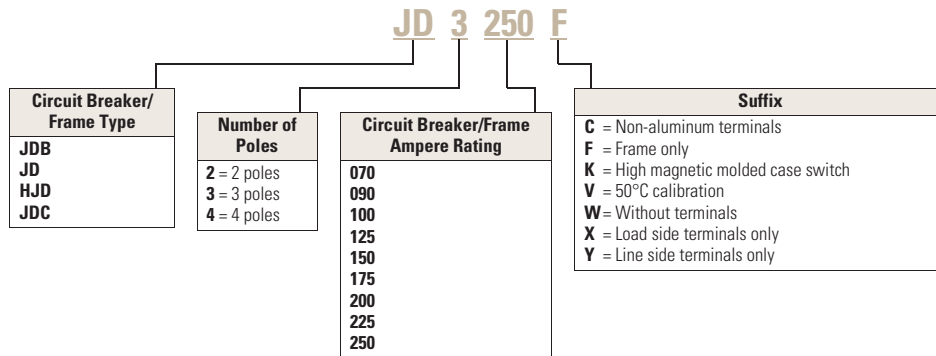 JD 3 250 F
Circuit Breaker/
Frame Type
JDB
JD
HJD
JDC
Number of
Poles
2 = 2 poles
3 = 3 poles
4 = 4 poles
Circuit Breaker/Frame
Ampere Rating
070
090
100
125
150
175
200
225
250
Suffix
C = Non-aluminum terminals
F = Frame only
K = High magnetic molded case switch
V = 50°C calibration
W = Without terminals
X = Load side terminals only
Y = Line side terminals only